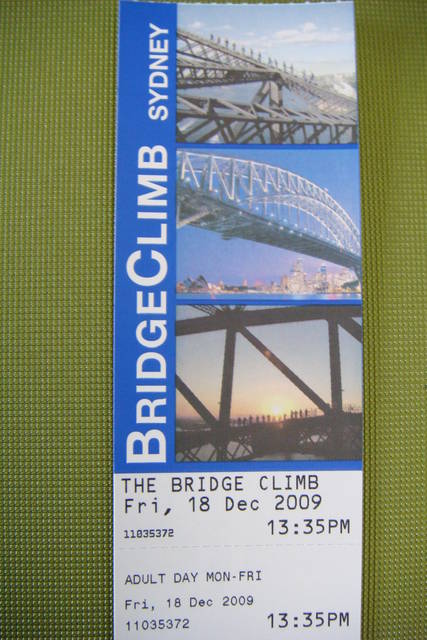 BRIDGECLIMB SYDNEY
THE BRIDGE CLIMB
Fri, 18 Dec 2009
11035372 13:35PM
ADULT DAY MON-FRI
Fri, 18 Dec 2009
11035372 13:35PM